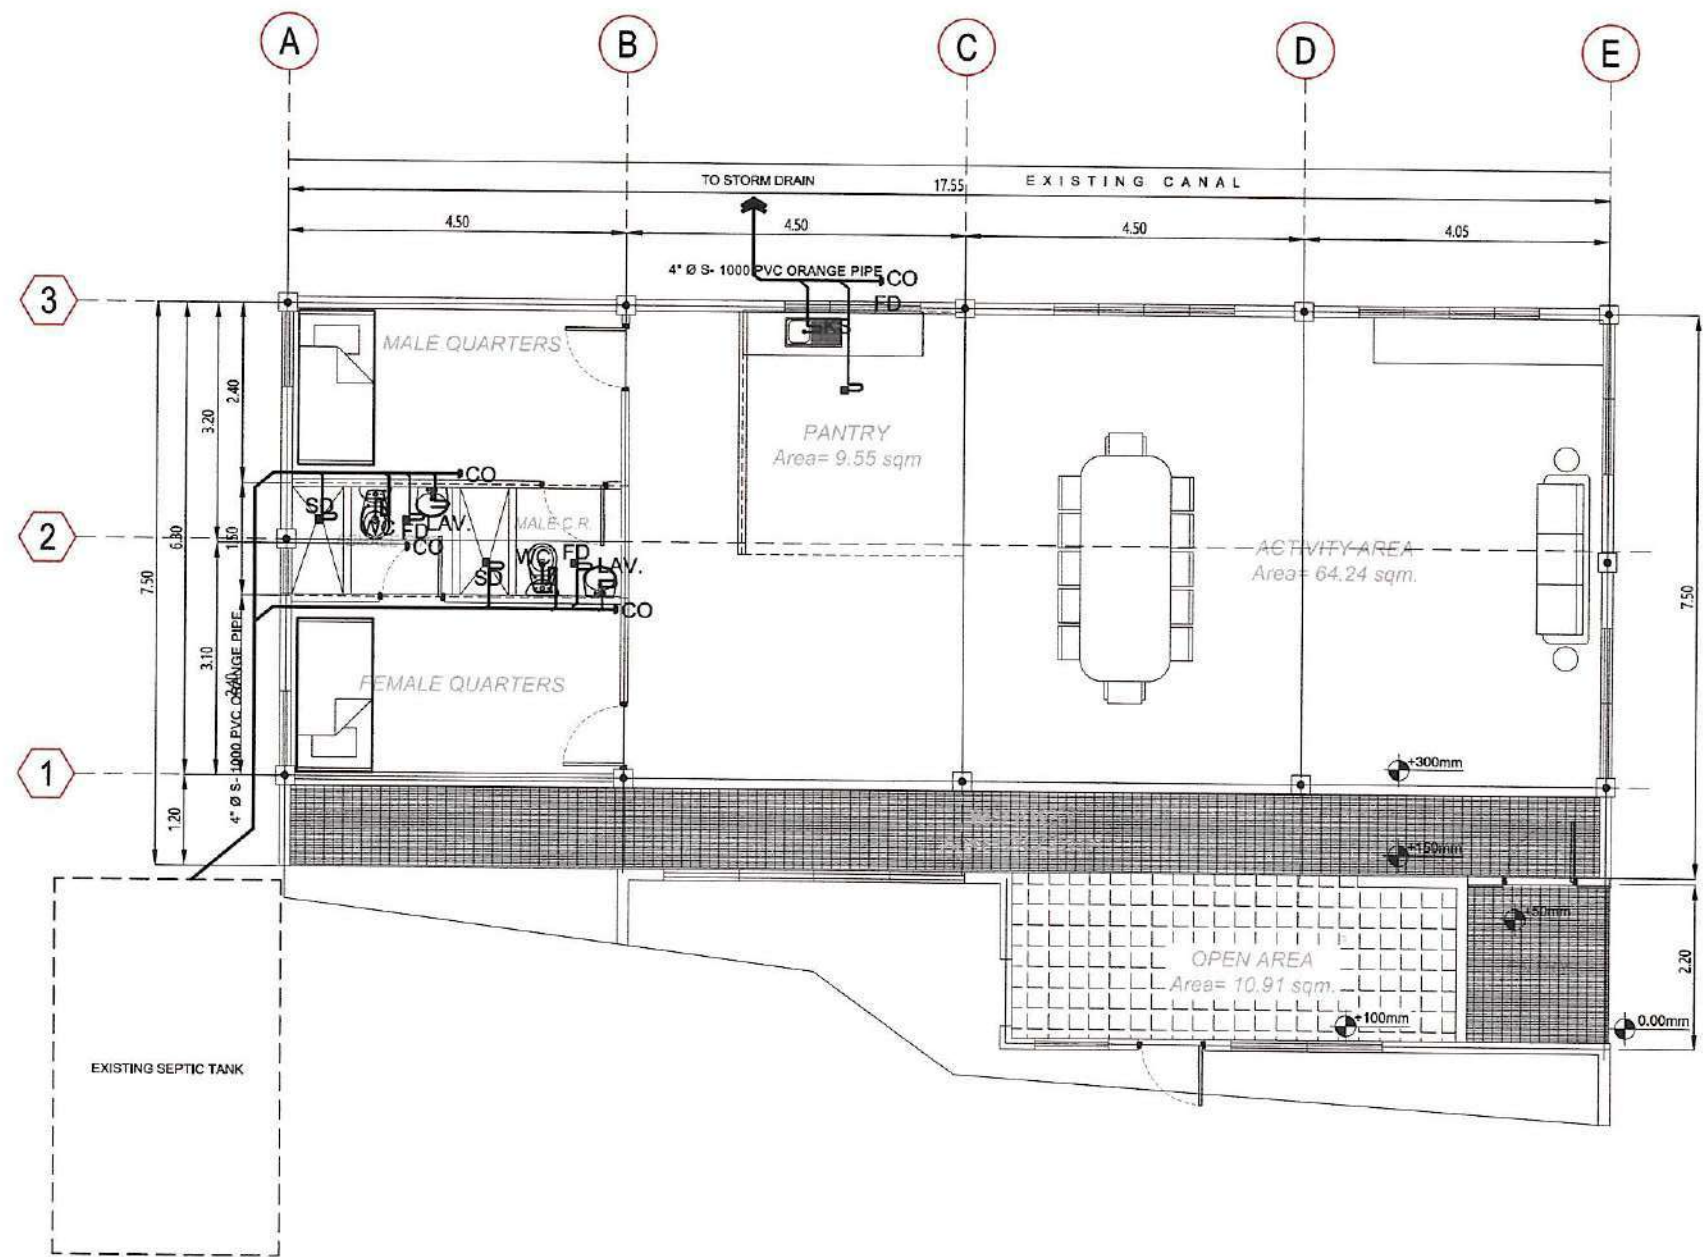 A
B
C
D
E
TO STORM DRAIN
17.55
EXISTING CANAL
4.50
4.50
4.50
4.05
4" Ø S- 1000 PVC ORANGE PIPE
CO
FD
3
MALE QUARTERS
SKS
2.40
3.20
PANTRY
Area= 9.55 sqm
CO
SD
WC
FD
LAV.
MALE C.R.
CO
2
6.30
1.50
WC
FD
LAV.
SD
ACTIVITY AREA
Area= 64.24 sqm.
7.50
CO
7.50
3.10
2.40
4" Ø S- 1000 PVC ORANGE PIPE
FEMALE QUARTERS
1
+300mm
1.20
+150mm
+50mm
OPEN AREA
Area= 10.91 sqm.
2.20
+100mm
0.00mm
EXISTING SEPTIC TANK